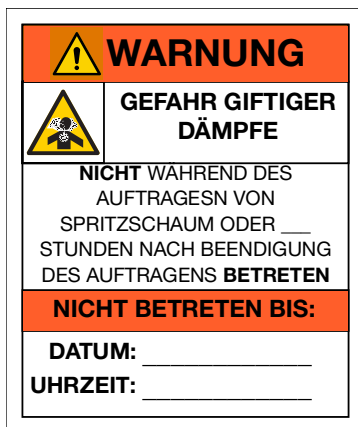 WARNUNG
GEFAHR GIFTIGER
DÄMPFE
NICHT WÄHREND DES
AUFTRAGESN VON
SPRITZSCHAUM ODER ___
STUNDEN NACH BEENDIGUNG
DES AUFTRAGENS BETRETEN
NICHT BETRETEN BIS:
DATUM: ____________
UHRZEIT: ____________